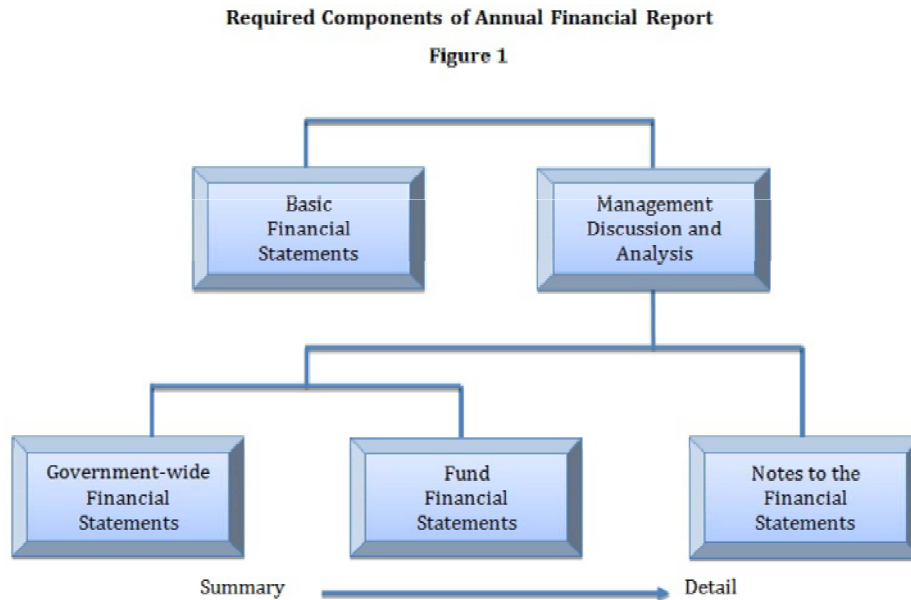 Required Components of Annual Financial Report
Figure 1
Basic
Financial
Statements
Management
Discussion and
Analysis
Government-wide
Financial
Statements
Fund
Financial
Statements
Notes to the
Financial
Statements
Summary
Detail